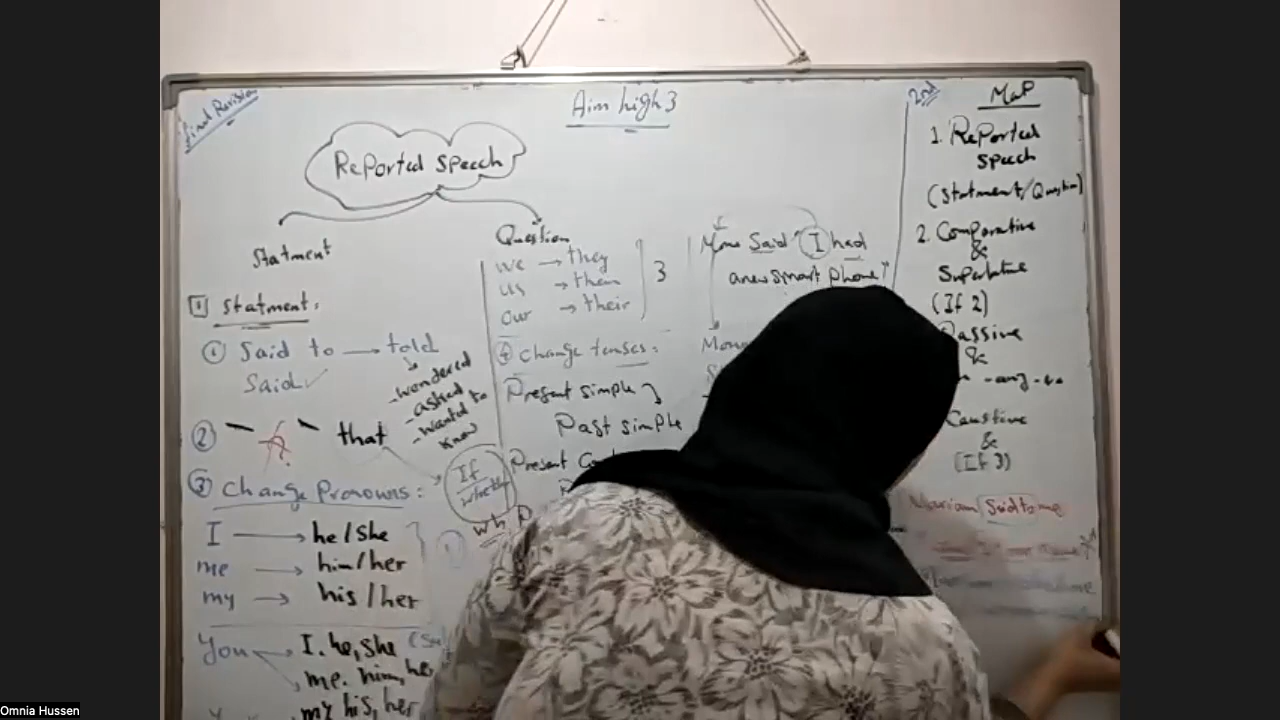 Final Revision
Aim high 3
Reported speech
Statment
Question
1 Statment:
1 Said to → told
Said ✓
- wondered
- asked
- wanted to
know
2 that
If
whether
3 Change Pronouns:
I → he/she
me → him/her
my → his/her
You → I. he, she
me. him, her
my his, her
we → they
us → them
our → their
3
4 Change tenses:
Present simple
Past simple
Present
wh
Mona Said "I had
a new smart phone"
2nd
MaP
1. Reported
speech
(Statment/Question)
2. Comparative
&
Superlative
(If 2)
Passive
&
Caustive
&
(If 3)
Mariam Said to me
Omnia Hussen